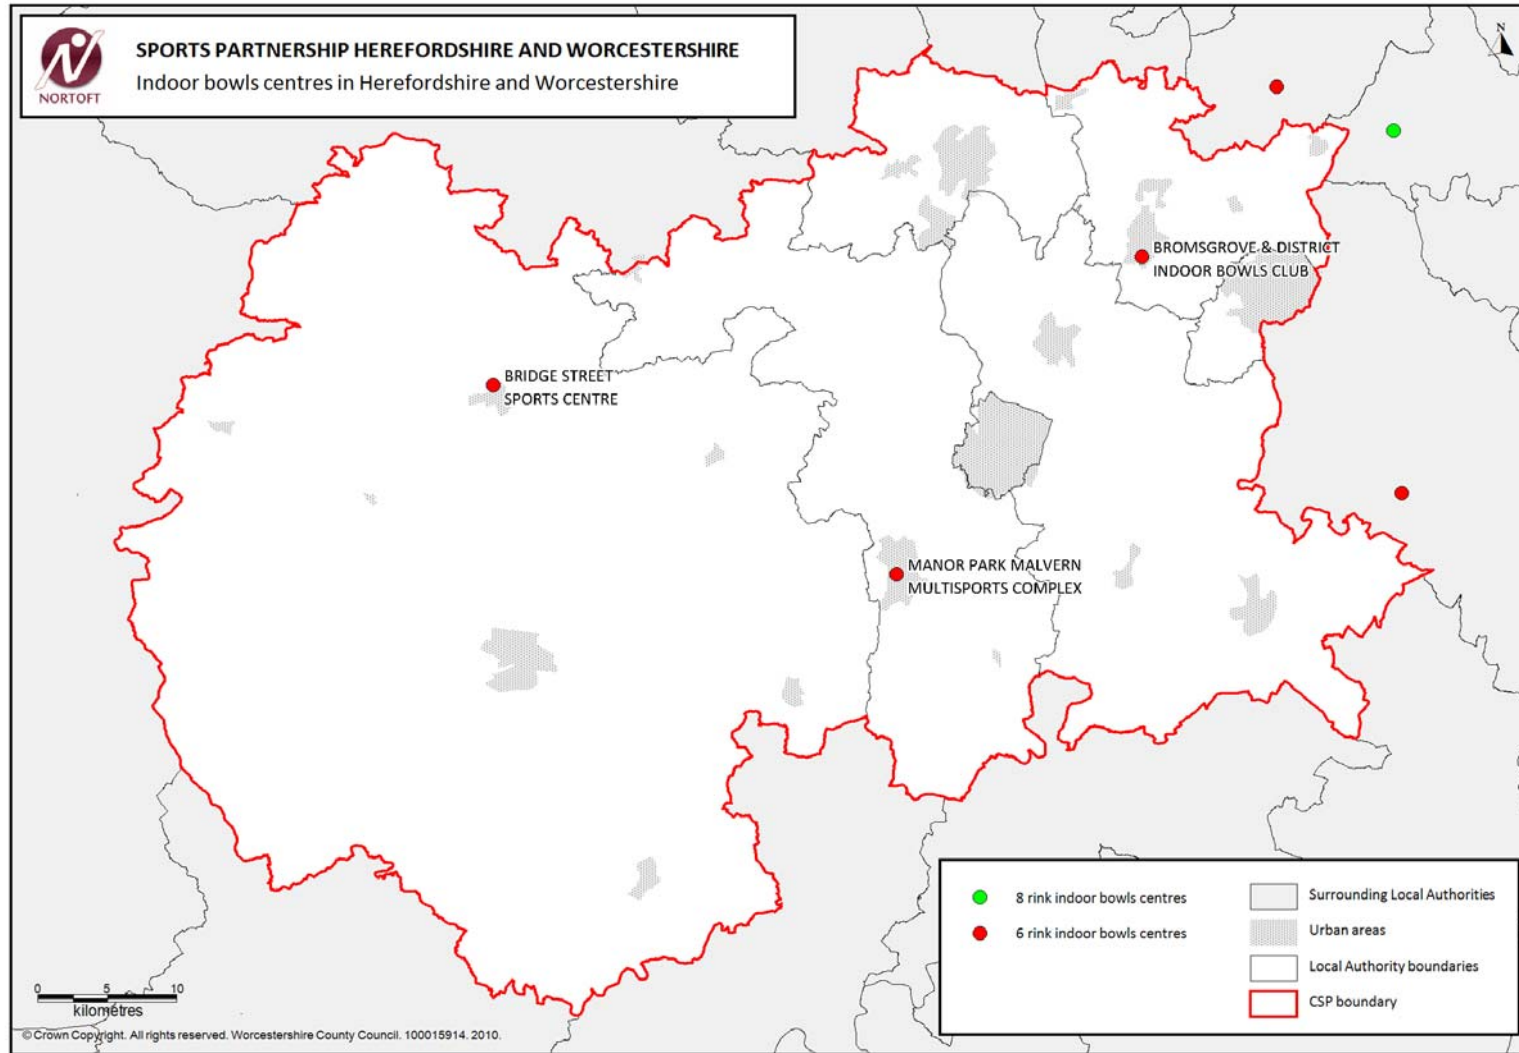 NORTOFT
SPORTS PARTNERSHIP HEREFORDSHIRE AND WORCESTERSHIRE
Indoor bowls centres in Herefordshire and Worcestershire
N
BROMSGROVE & DISTRICT
INDOOR BOWLS CLUB
BRIDGE STREET
SPORTS CENTRE
MANOR PARK MALVERN
MULTISPORTS COMPLEX
8 rink indoor bowls centres
6 rink indoor bowls centres
Surrounding Local Authorities
Urban areas
Local Authority boundaries
CSP boundary
0 5 10
kilometres
© Crown Copyright. All rights reserved. Worcestershire County Council. 100015914. 2010.